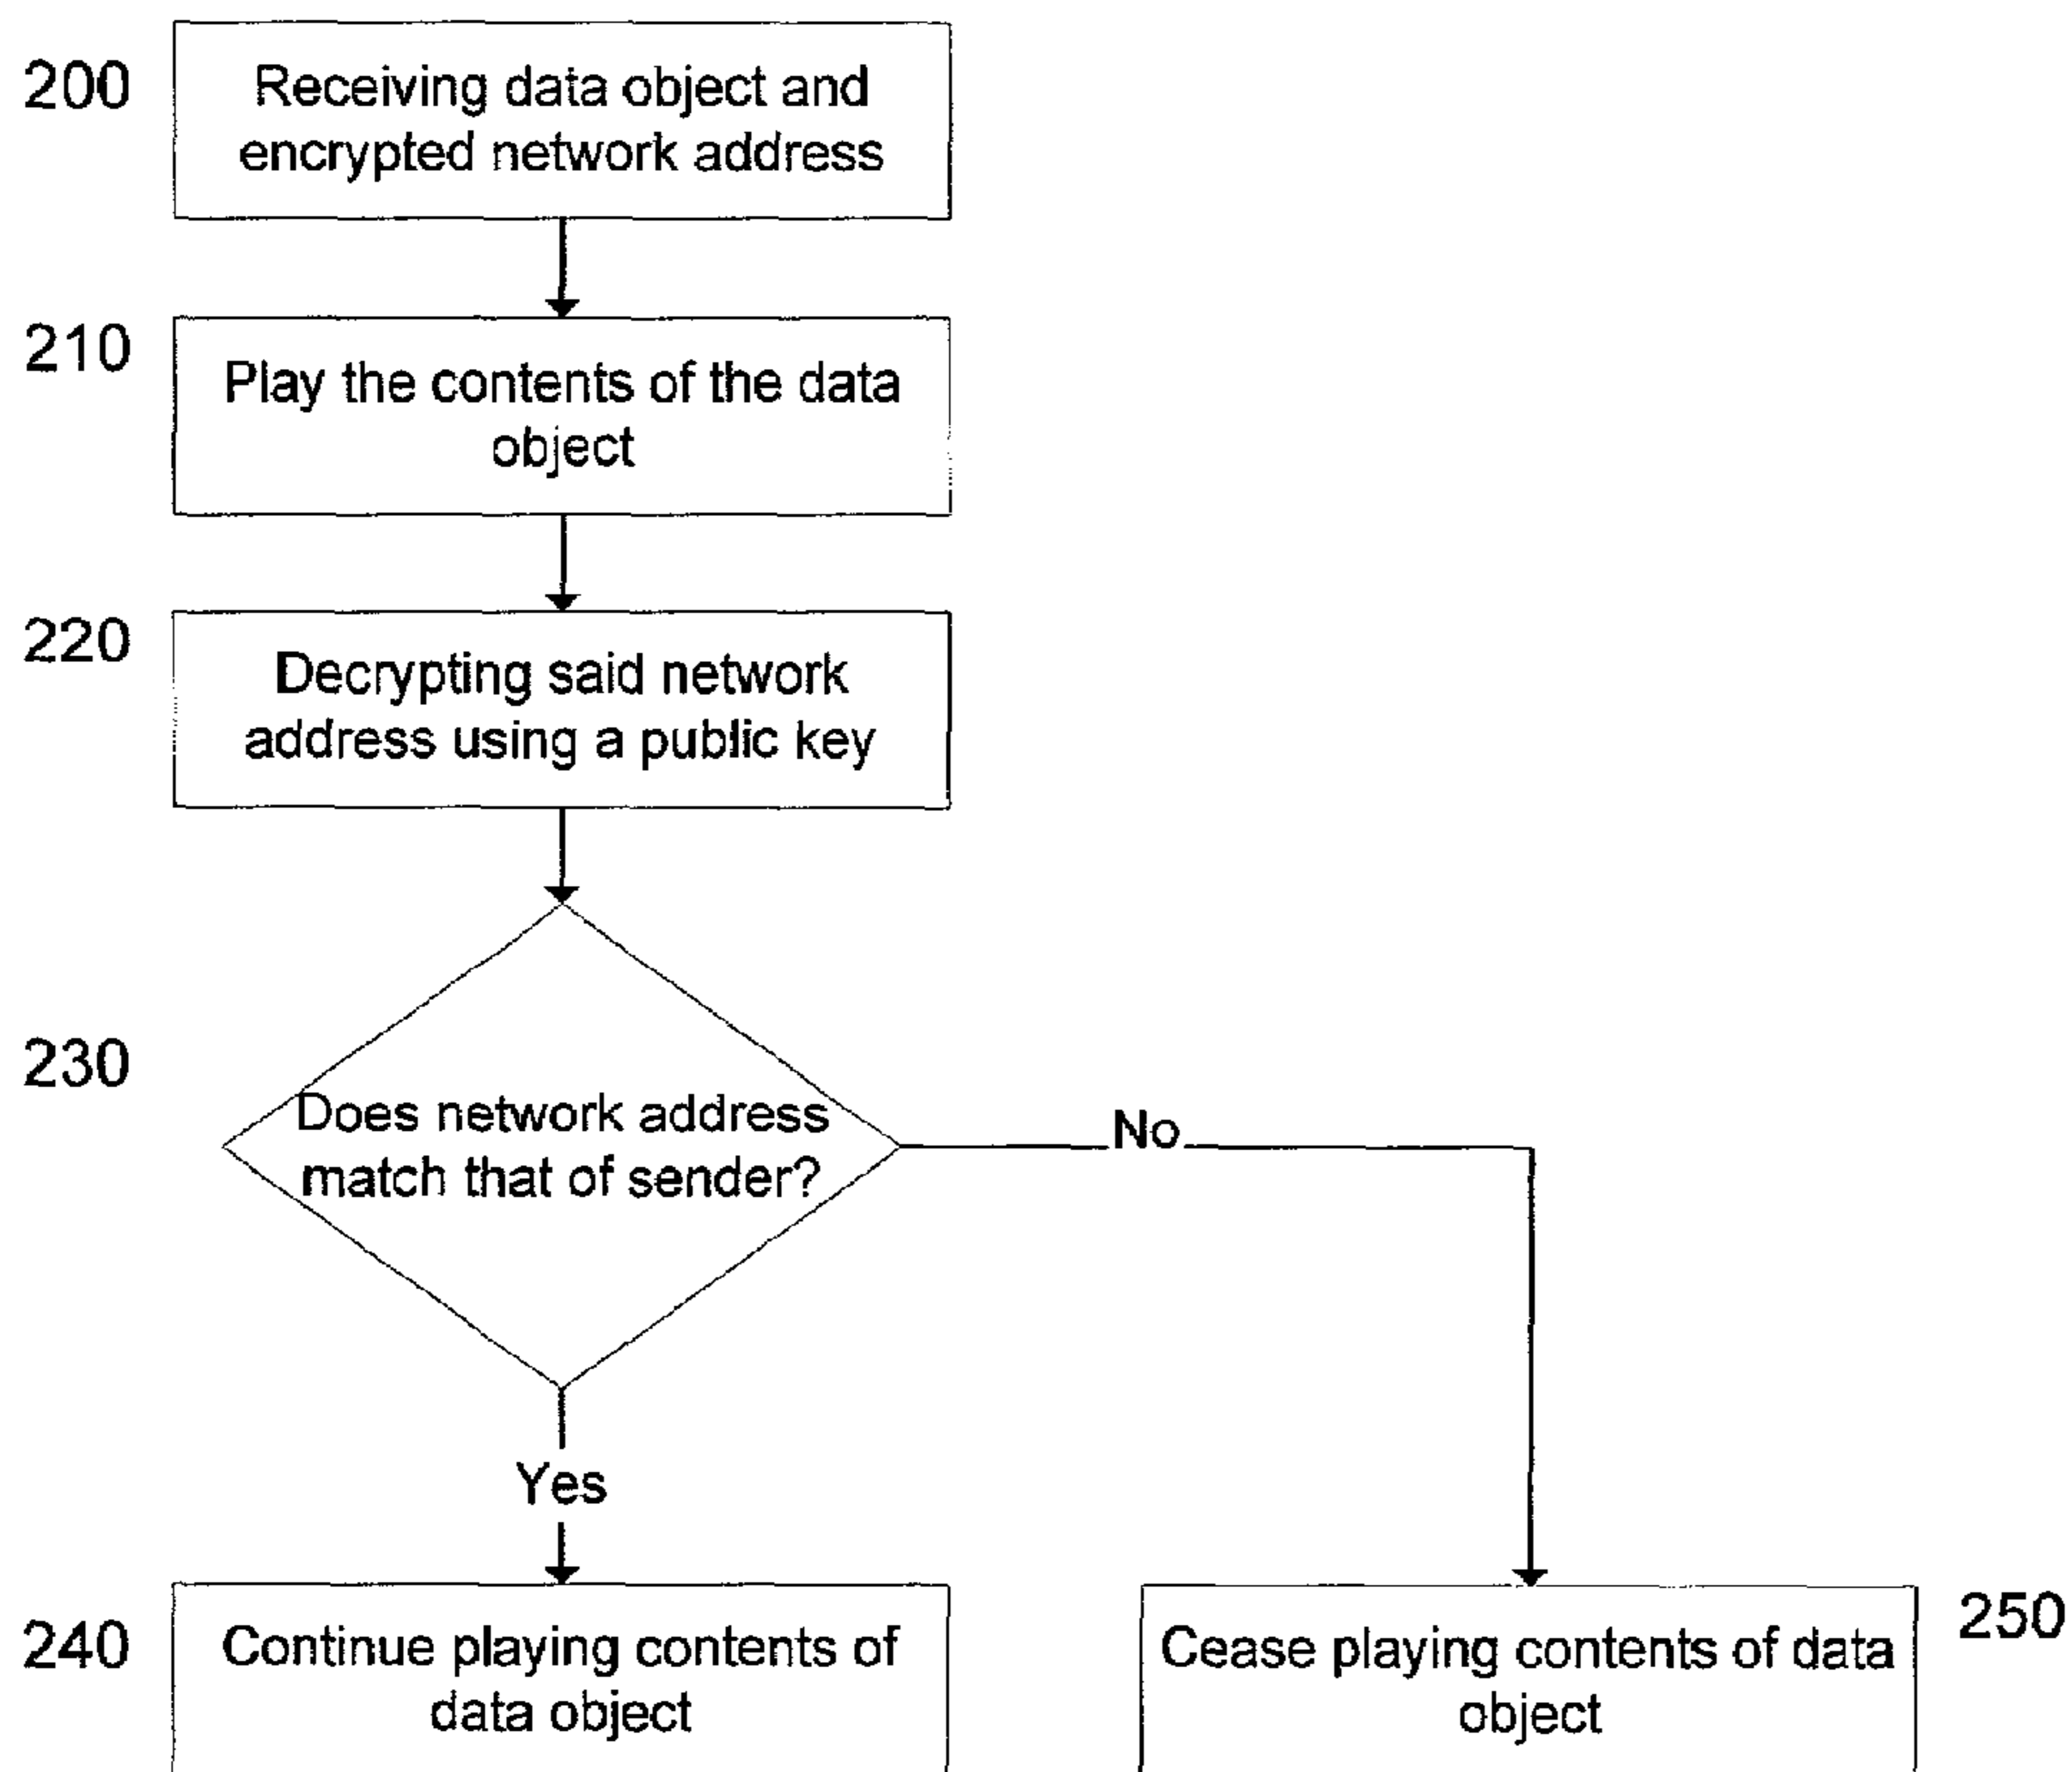 200
Receiving data object and
encrypted network address
210
Play the contents of the data
object
220
Decrypting said network
address using a public key
230
Does network address
match that of sender?
No
Yes
240
Continue playing contents of
data object
Cease playing contents of data
object
250